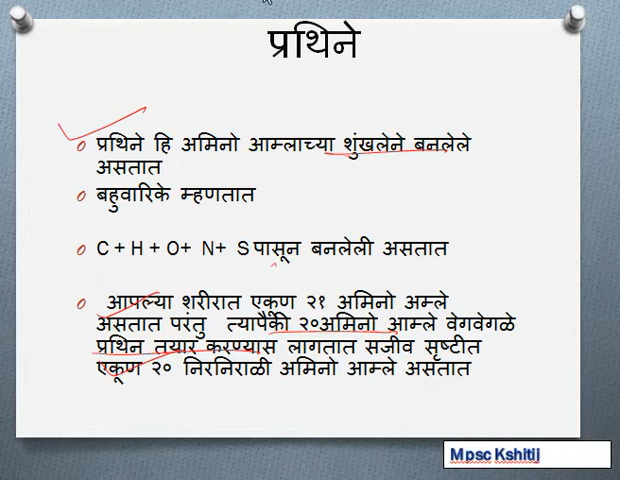 प्रथिने
प्रथिने हि अमिनो आम्लाच्या शुंखलेने बनलेले
असतात
बहुवारिके म्हणतात
C + H + O+ N+ S पासून बनलेली असतात
आपल्या शरीरात एकूण २१ अमिनो अम्ले
असतात परंतु त्यापैकी २०अमिनो आम्ले वेगवेगळे
प्रथिन तयार करण्यास लागतात सजीव सृष्टीत
एकूण २० निरनिराळी अमिनो आम्ले असतात
Mpsc Kshitij